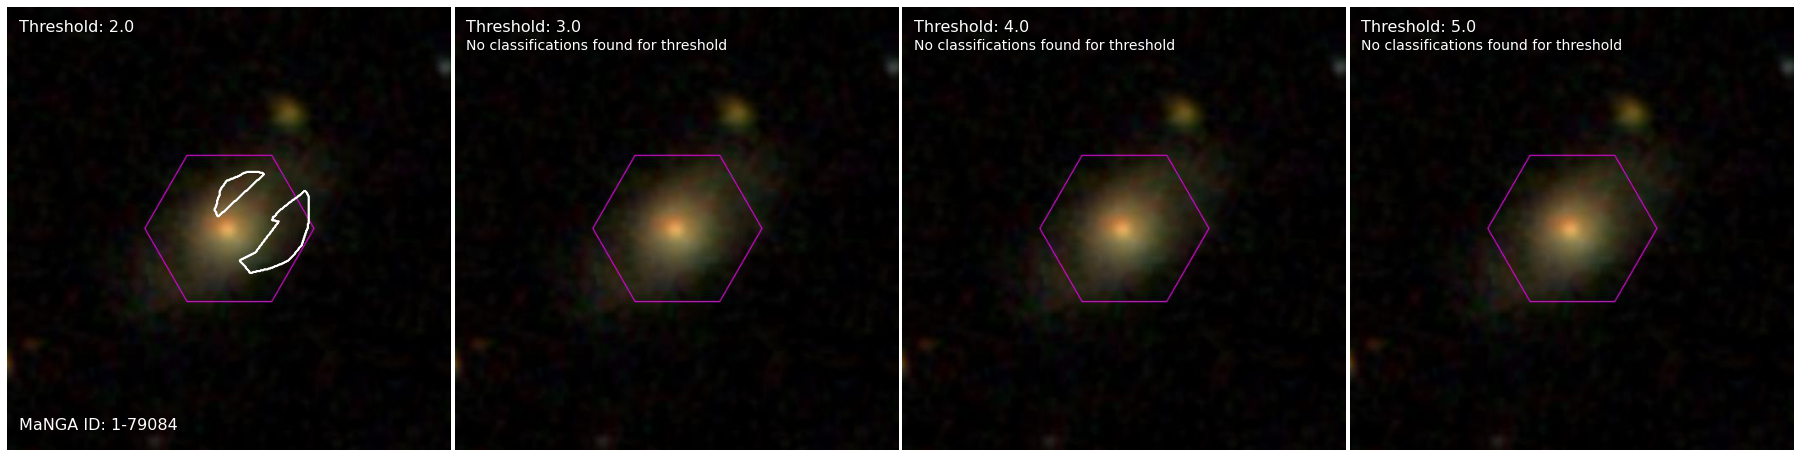 Threshold: 2.0
MaNGA ID: 1-79084
Threshold: 3.0
No classifications found for threshold
Threshold: 4.0
No classifications found for threshold
Threshold: 5.0
No classifications found for threshold